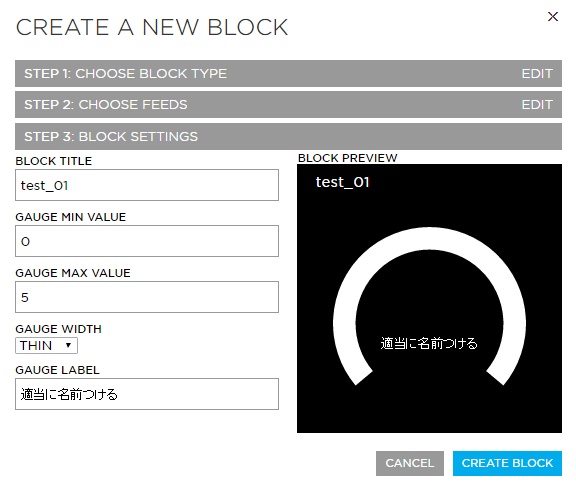 CREATE A NEW BLOCK
×
STEP 1: CHOOSE BLOCK TYPE EDIT
STEP 2: CHOOSE FEEDS EDIT
STEP 3: BLOCK SETTINGS
BLOCK TITLE
test_01
GAUGE MIN VALUE
0
GAUGE MAX VALUE
5
GAUGE WIDTH
THIN ▼
GAUGE LABEL
適当に名前つける
BLOCK PREVIEW
test_01
適当に名前つける
CANCEL CREATE BLOCK